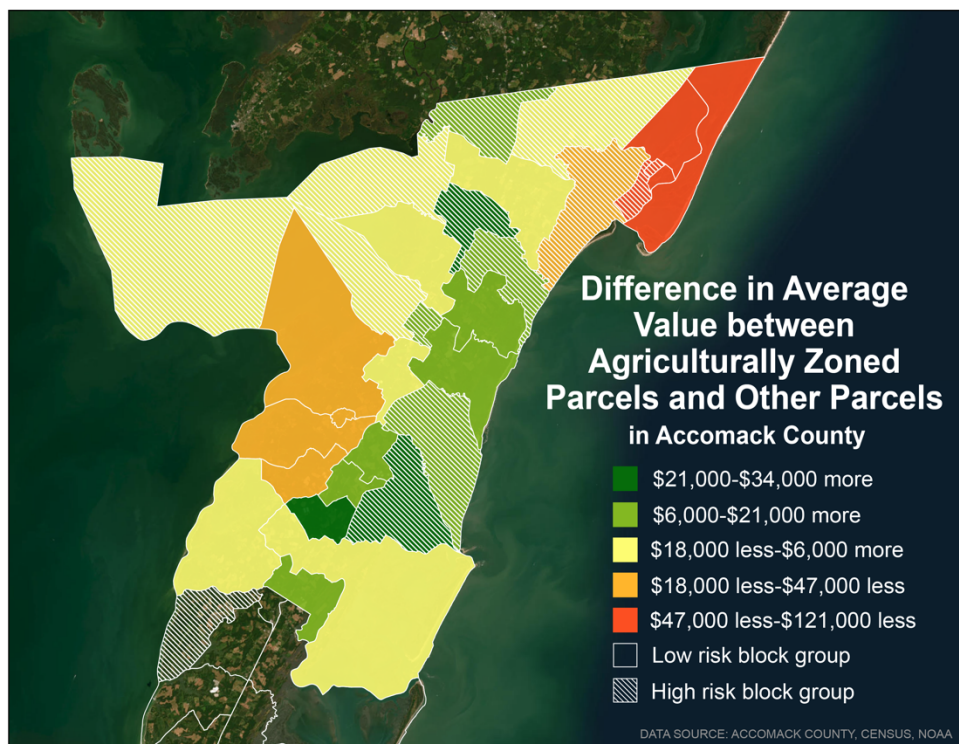 Difference in Average
Value between
Agriculturally Zoned
Parcels and Other Parcels
in Accomack County
$21,000-$34,000 more
$6,000-$21,000 more
$18,000 less-$6,000 more
$18,000 less-$47,000 less
$47,000 less-$121,000 less
Low risk block group
High risk block group
DATA SOURCE: ACCOMACK COUNTY, CENSUS, NOAA